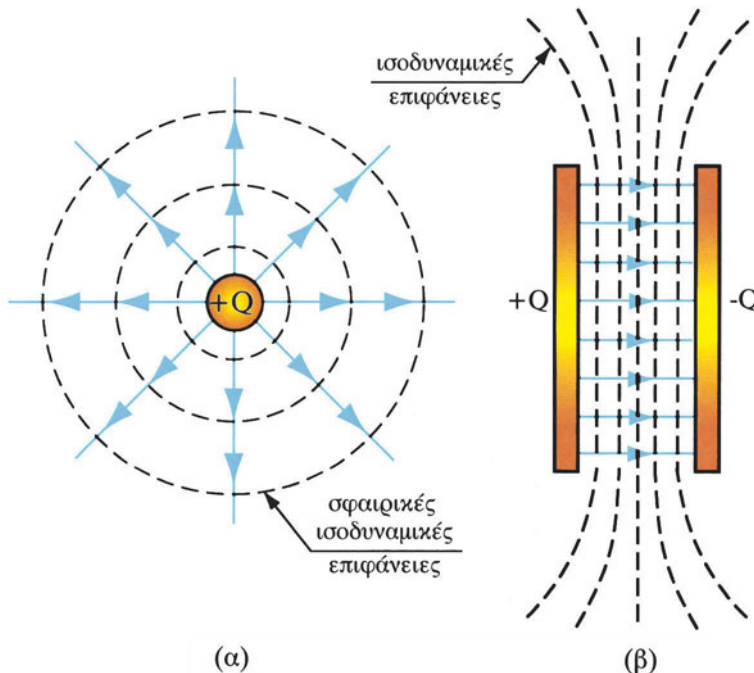 ισοδυναμικές
επιφάνειες
+Q
+Q
-Q
σφαιρικές
ισοδυναμικές
επιφάνειες
(α)
(β)